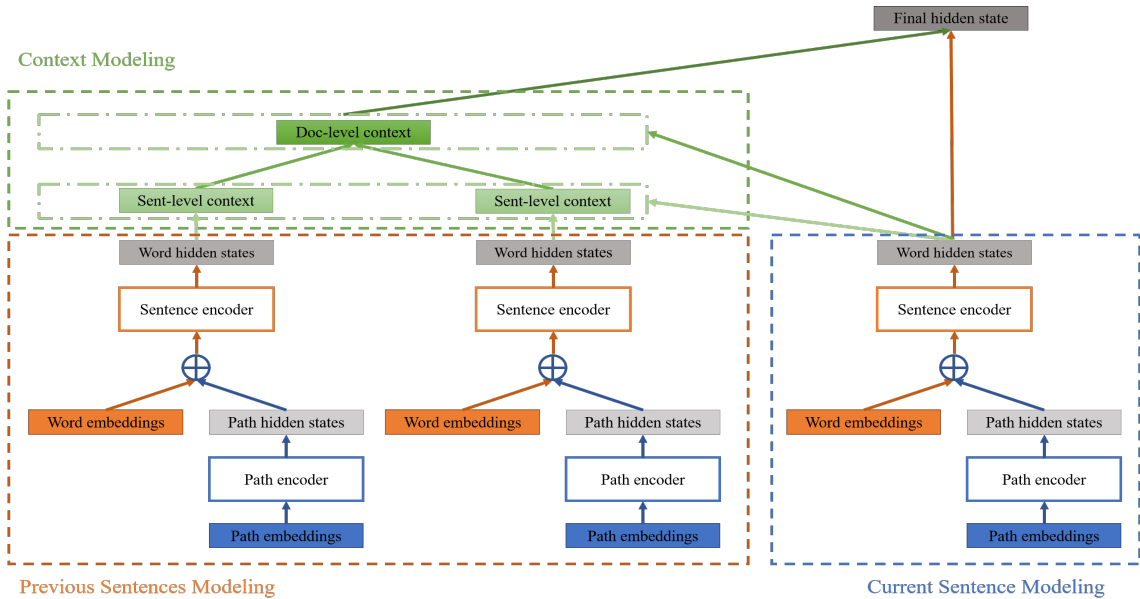 Final hidden state
Context Modeling
Doc-level context
Sent-level context
Sent-level context
Word hidden states
Word hidden states
Word hidden states
Sentence encoder
Sentence encoder
Sentence encoder
Word embeddings
Path hidden states
Word embeddings
Path hidden states
Word embeddings
Path hidden states
Path encoder
Path encoder
Path encoder
Path embeddings
Path embeddings
Path embeddings
Previous Sentences Modeling
Current Sentence Modeling